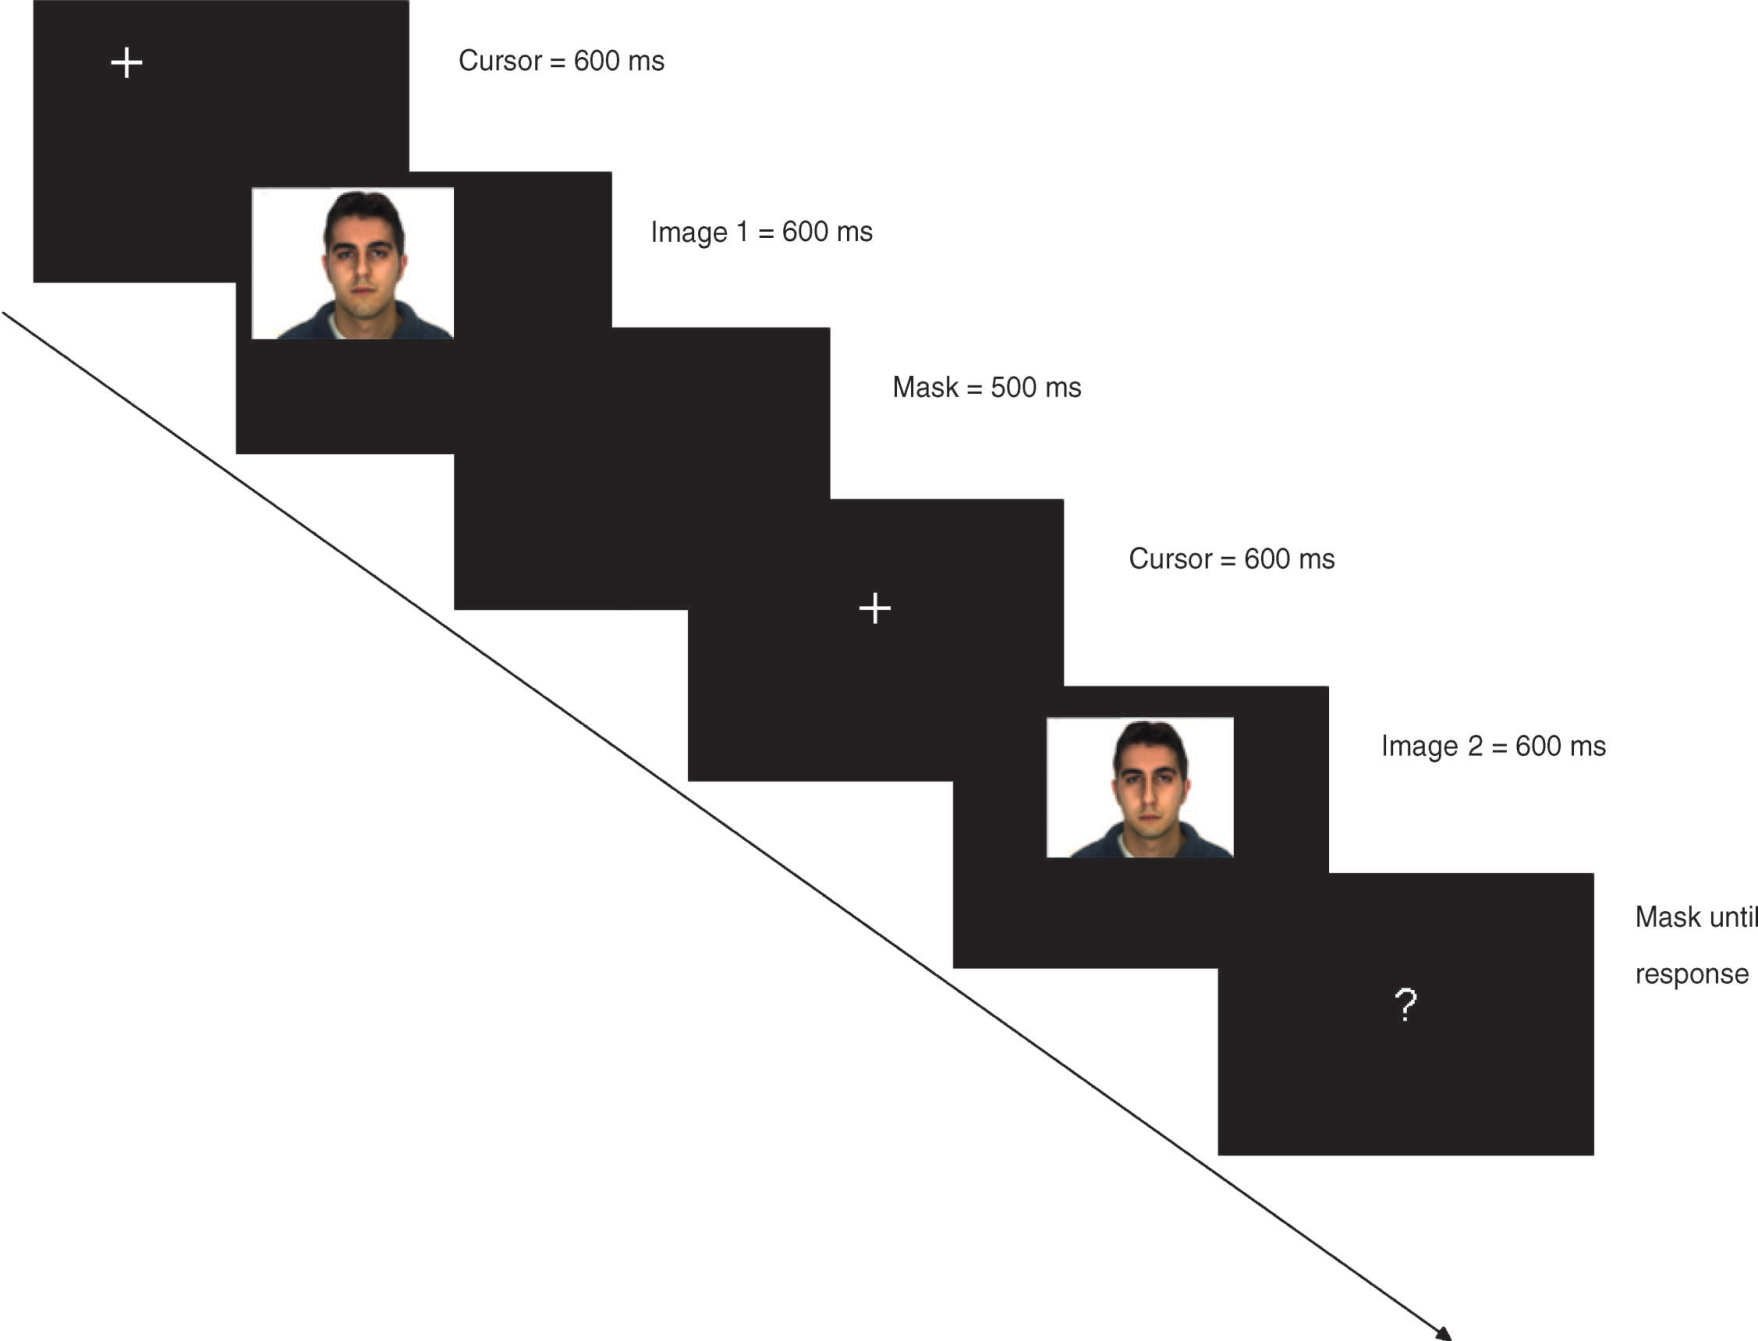 Cursor = 600 ms
Image 1 = 600 ms
Mask = 500 ms
Cursor = 600 ms
Image 2 = 600 ms
Mask until
response
?